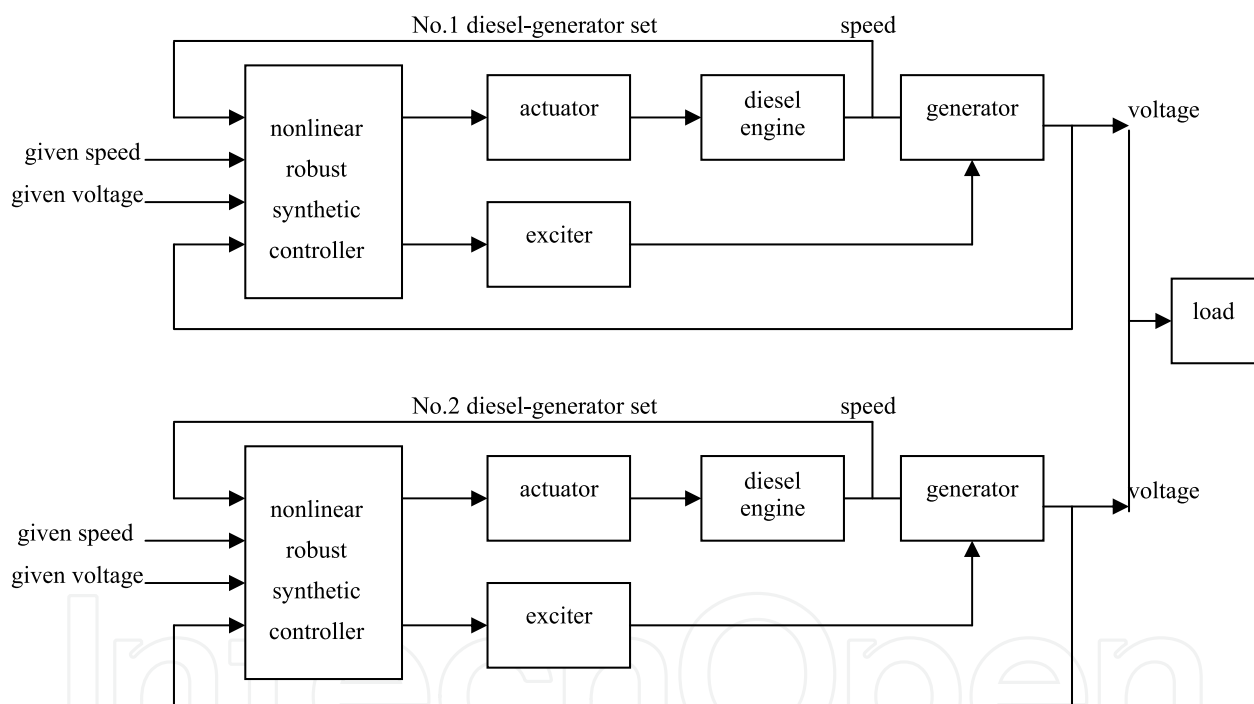 No.1 diesel-generator set
speed
nonlinear
robust
synthetic
controller
actuator
diesel
engine
generator
voltage
given speed
given voltage
exciter
load
No.2 diesel-generator set
speed
nonlinear
robust
synthetic
controller
actuator
diesel
engine
generator
voltage
given speed
given voltage
exciter
IntechOpen